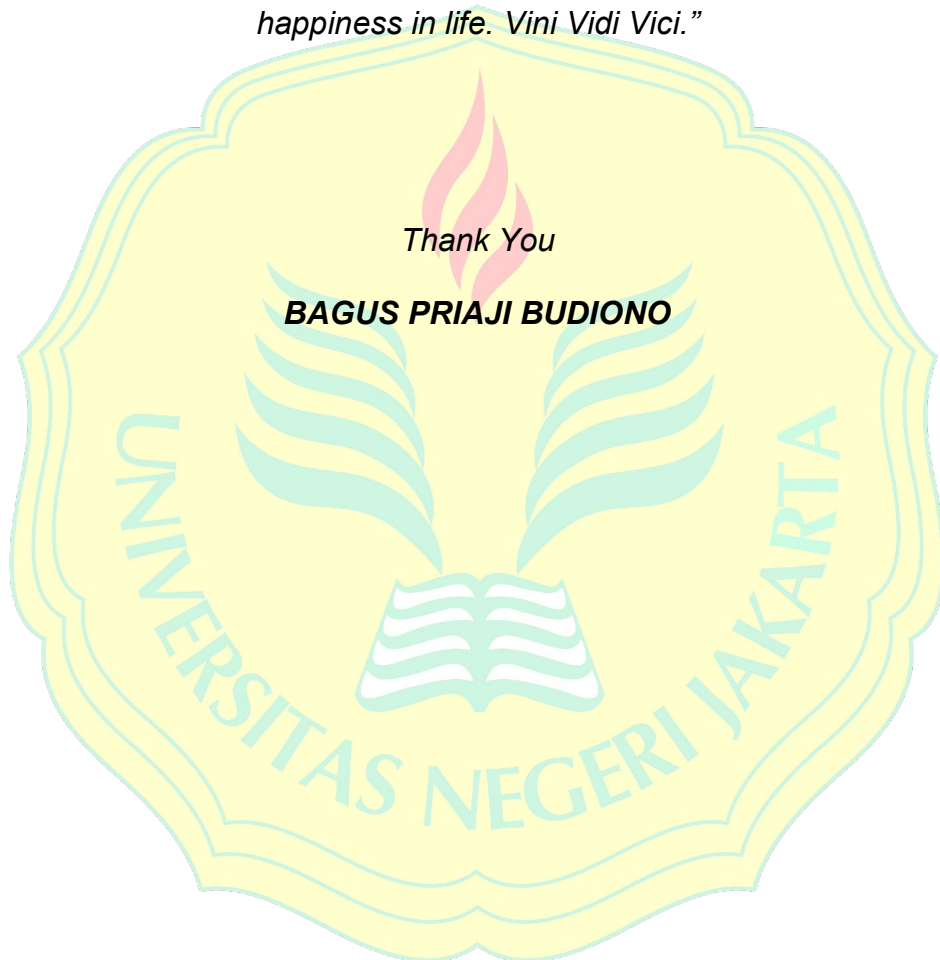 happiness in life. Vini Vidi Vici.”
Thank You
BAGUS PRIAJI BUDIONO
UNIVERSITAS NEGERI JAKARTA